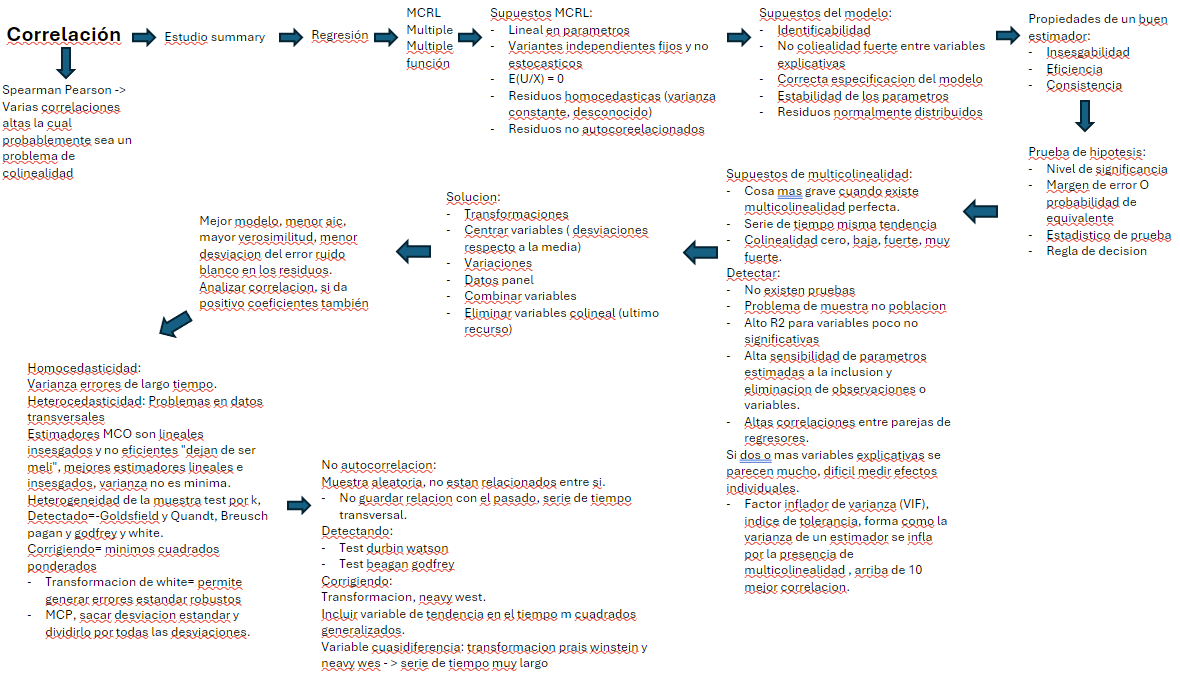 Correlación
Spearman Pearson ->
Varias correlaciones
altas la cual
probablemente sea un
problema de
colinealidad
Estudio summary
Regresión
MCRL
Multiple
Multiple
función
Supuestos MCRL:
- Lineal en parametros
- Variantes independientes fijos y no
estocasticos
- E(U/X) = 0
- Residuos homocedasticas (varianza
constante, desconocido)
- Residuos no autocoreelacionados
Supuestos del modelo:
- Identificabilidad
- No coliealidad fuerte entre variables
explicativas
- Correcta especificacion del modelo
- Estabilidad de los parametros
- Residuos normalmente distribuidos
Propiedades de un buen
estimador:
- Insesgabilidad
- Eficiencia
- Consistencia
Prueba de hipotesis:
- Nivel de significancia
- Margen de error O
probabilidad de
equivalente
- Estadistico de prueba
- Regla de decision
Supuestos de multicolinealidad:
- Cosa mas grave cuando existe
multicolinealidad perfecta.
- Serie de tiempo misma tendencia
- Colinealidad cero, baja, fuerte, muy
fuerte.
Detectar:
- No existen pruebas
- Problema de muestra no poblacion
- Alto R2 para variables poco no
significativas
- Alta sensibilidad de parametros
estimadas a la inclusion y
eliminacion de observaciones o
variables.
- Altas correlaciones entre parejas de
regresores.
Si dos o mas variables explicativas se
parecen mucho, dificil medir efectos
individuales.
- Factor inflador de varianza (VIF),
indice de tolerancia, forma como la
varianza de un estimador se infla
por la presencia de
multicolinealidad , arriba de 10
mejor correlacion.
Solucion:
- Transformaciones
- Centrar variables ( desviaciones
respecto a la media)
- Variaciones
- Datos panel
- Combinar variables
- Eliminar variables colineal (ultimo
recurso)
Mejor modelo, menor aic,
mayor verosimilitud, menor
desviacion del error ruido
blanco en los residuos.
Analizar correlacion, si da
positivo coeficientes también
Homocedasticidad:
Varianza errores de largo tiempo.
Heterocedasticidad: Problemas en datos
transversales
Estimadores MCO son lineales
insesgados y no eficientes "dejan de ser
meli", mejores estimadores lineales e
insesgados, varianza no es minima.
Heterogeneidad de la muestra test por k,
Detectado=-Goldsfield y Quandt, Breusch
pagan y godfrey y white.
Corrigiendo= minimos cuadrados
ponderados
- Transformacion de white= permite
generar errores estandar robustos
- MCP, sacar desviacion estandar y
dividirlo por todas las desviaciones.
No autocorrelacion:
Muestra aleatoria, no estan relacionados entre si.
- No guardar relacion con el pasado, serie de tiempo
transversal.
Detectando:
- Test durbin watson
- Test beagan godfrey
Corrigiendo:
Transformacion, neavy west.
Incluir variable de tendencia en el tiempo m cuadrados
generalizados.
Variable cuasidiferencia: transformacion prais winstein y
neavy wes - > serie de tiempo muy largo